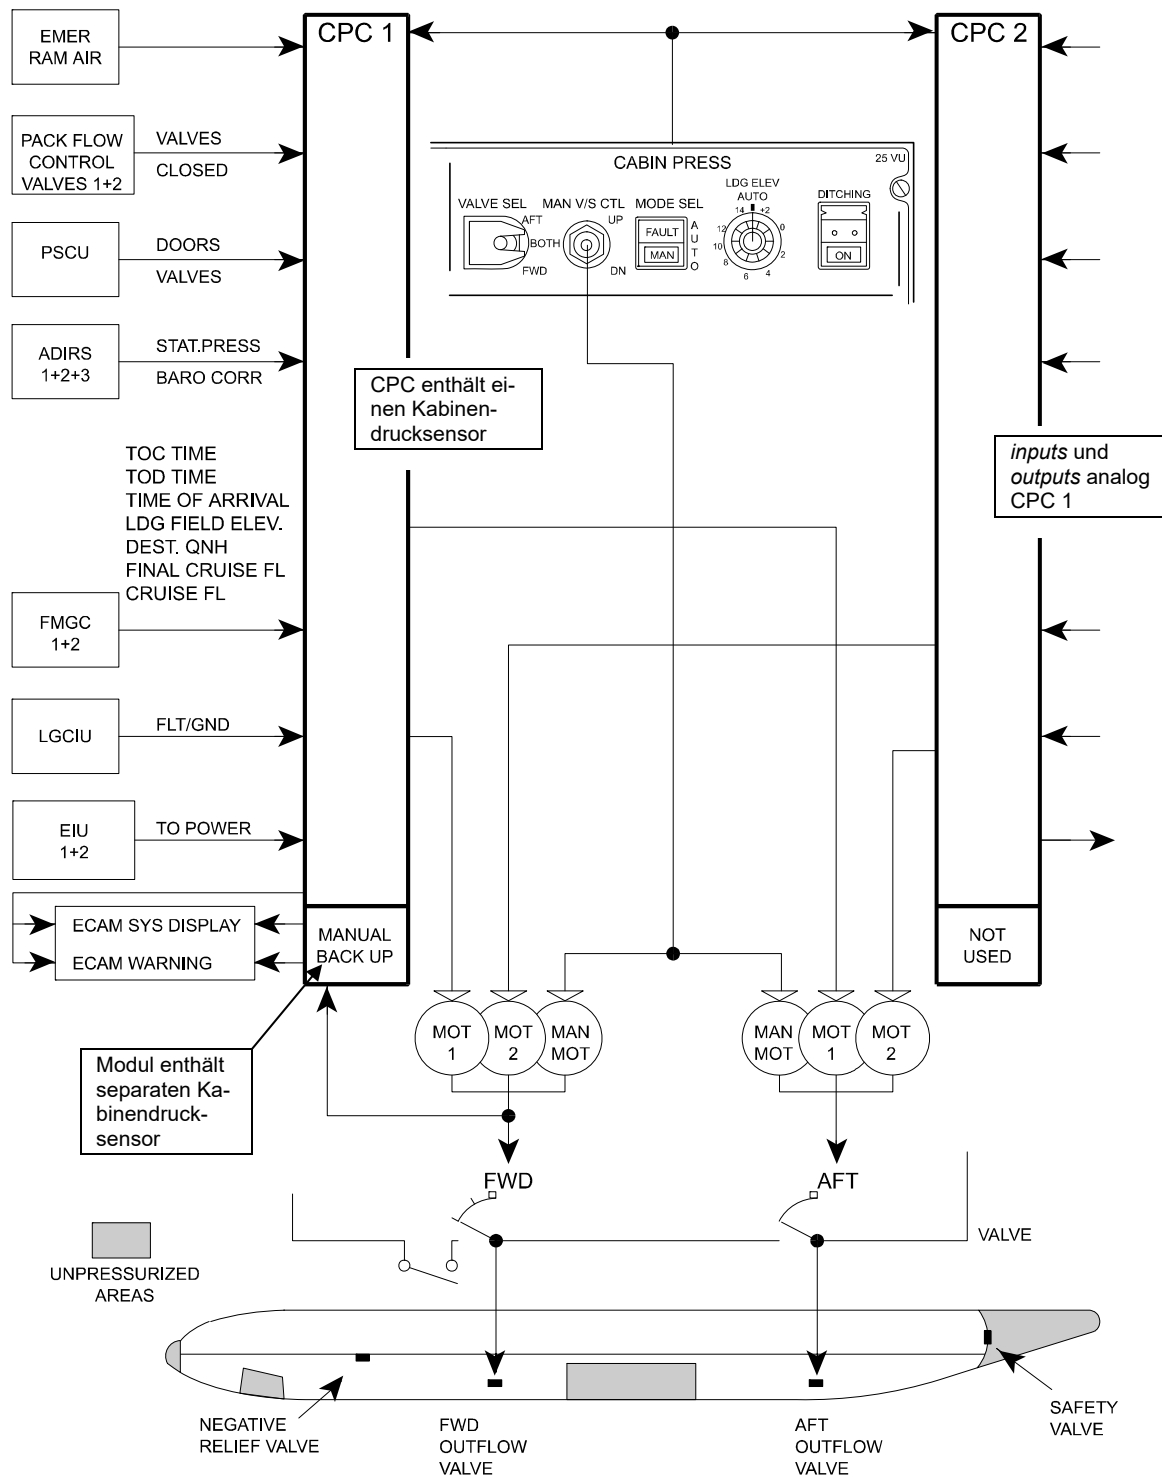 EMER
RAM AIR
CPC 1
CPC 2
PACK FLOW
CONTROL
VALVES 1+2
VALVES
CLOSED
CABIN PRESS
25 VU
VALVE SEL
AFT
BOTH
FWD
MAN V/S CTL
UP
DN
MODE SEL
FAULT
MAN
AUTO
LDG ELEV
AUTO
14
+2
12
0
10
2
8
6
4
DITCHING
ON
PSCU
DOORS
VALVES
ADIRS
1+2+3
STAT.PRESS
BARO CORR
CPC enthält ei-
nen Kabinen-
drucksensor
inputs und
outputs analog
CPC 1
TOC TIME
TOD TIME
TIME OF ARRIVAL
LDG FIELD ELEV.
DEST. QNH
FINAL CRUISE FL
CRUISE FL
FMGC
1+2
LGCIU
FLT/GND
EIU
1+2
TO POWER
ECAM SYS DISPLAY
ECAM WARNING
MANUAL
BACK UP
NOT
USED
MOT
1
MOT
2
MAN
MOT
MAN
MOT
MOT
1
MOT
2
Modul enthält
separaten Ka-
binendruck-
sensor
FWD
AFT
VALVE
UNPRESSURIZED
AREAS
NEGATIVE
RELIEF VALVE
FWD
OUTFLOW
VALVE
AFT
OUTFLOW
VALVE
SAFETY
VALVE